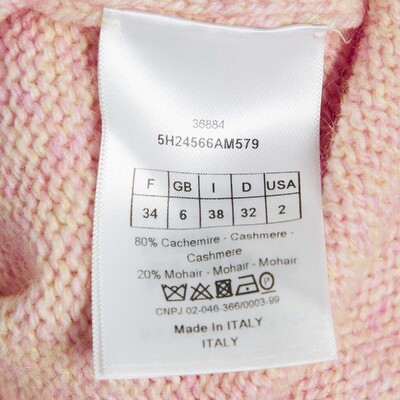 36884
5H24566AM579
F GB I D USA
34 6 38 32 2
80% Cachemire - Cashmere -
Cashmere
20% Mohair - Mohair - Mohair
CNPJ 02-046-366/0003-99
Made In ITALY
ITALY